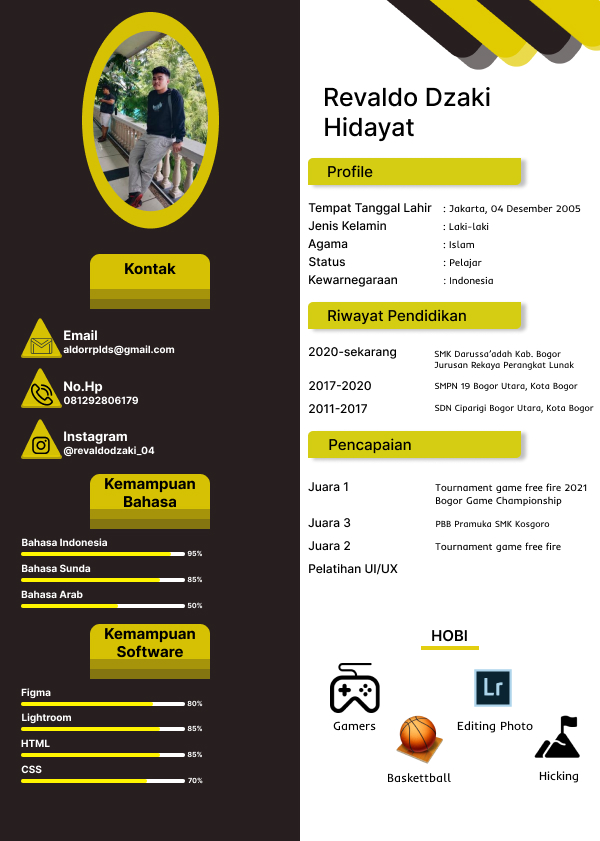 Kontak
Email
aldorrplds@gmail.com
No.Hp
081292806179
Instagram
@revaldodzaki_04
Kemampuan
Bahasa
Bahasa Indonesia
95%
Bahasa Sunda
85%
Bahasa Arab
50%
Kemampuan
Software
Figma
80%
Lightroom
85%
HTML
85%
CSS
70%
Revaldo Dzaki
Hidayat
Profile
Tempat Tanggal Lahir : Jakarta, 04 Desember 2005
Jenis Kelamin : Laki-laki
Agama : Islam
Status : Pelajar
Kewarnegaraan : Indonesia
Riwayat Pendidikan
2020-sekarang SMK Darussa'adah Kab. Bogor
Jurusan Rekaya Perangkat Lunak
2017-2020 SMPN 19 Bogor Utara, Kota Bogor
2011-2017 SDN Ciparigi Bogor Utara, Kota Bogor
Pencapaian
Juara 1 Tournament game free fire 2021
Bogor Game Championship
Juara 3 PBB Pramuka SMK Kosgoro
Juara 2 Tournament game free fire
Pelatihan UI/UX
HOBI
Lr
Gamers
Editing Photo
Baskettball
Hicking